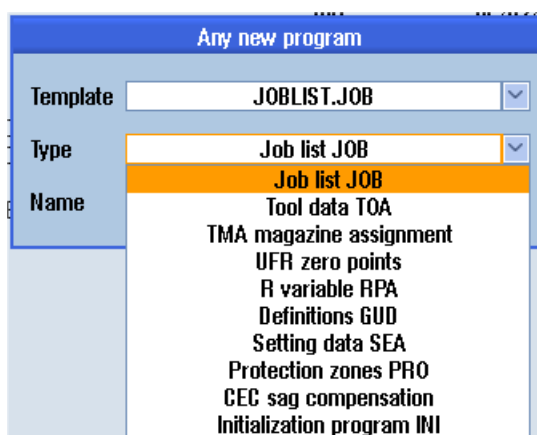 Any new program
Template JOBLIST.JOB
Type Job list JOB
Name Job list JOB
Tool data TOA
TMA magazine assignment
UFR zero points
R variable RPA
Definitions GUD
Setting data SEA
Protection zones PRO
CEC sag compensation
Initialization program INI